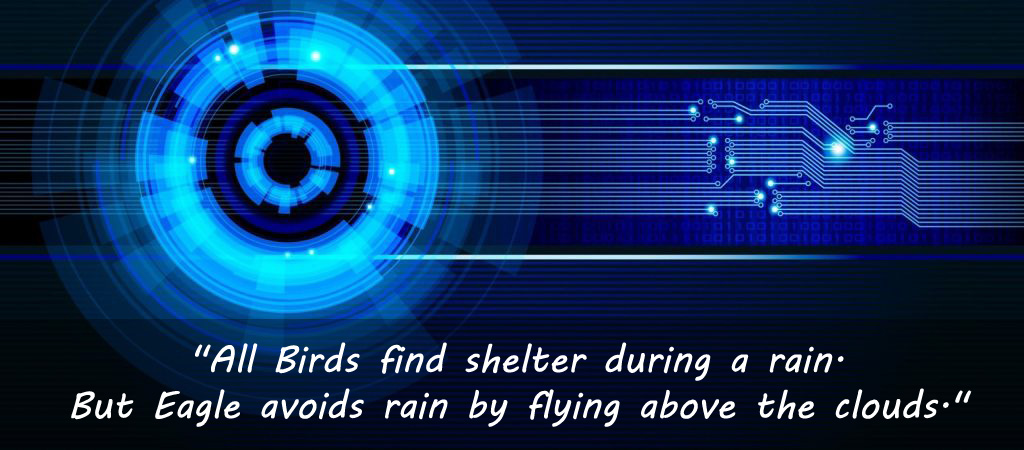 "All Birds find shelter during a rain.
But Eagle avoids rain by flying above the clouds."